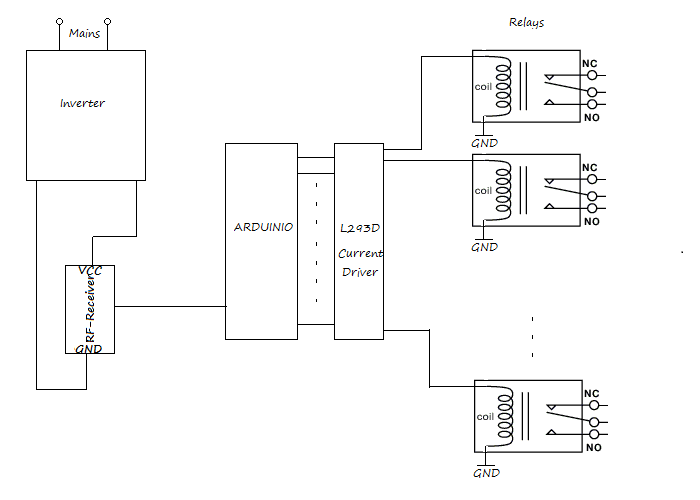 Relays
Mains
Inverter
coil
NC
NO
GND
coil
NC
NO
GND
ARDUINIO
L293D
Current
Driver
VCC
RF-Receiver
GND
coil
NC
NO
GND